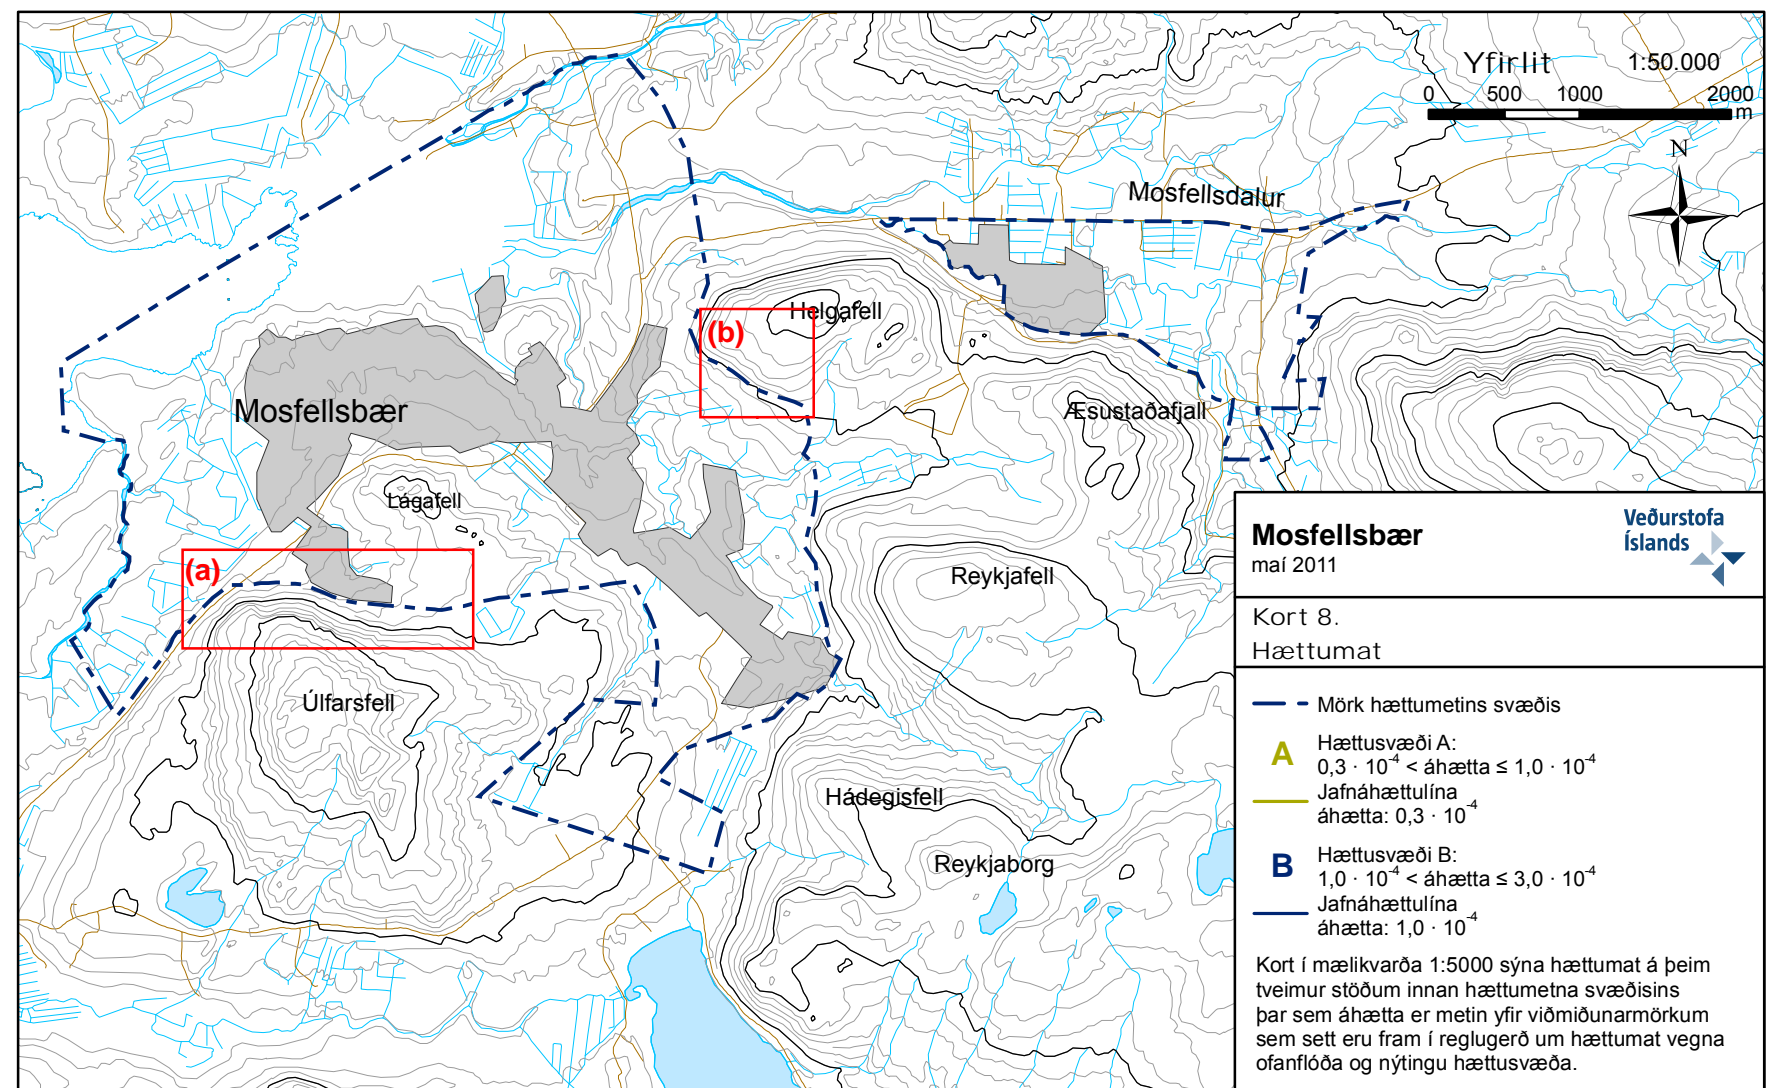 Yfirlit 1:50.000
0 500 1000 2000
m
N
Mosfellsdalur
Helgafell
(b)
Mosfellsbær
Æsustaðafjall
Lágafell
(a)
Reykjafell
Úlfarsfell
Hádegisfell
Reykjaborg
Mosfellsbær
maí 2011
Veðurstofa
Íslands
Kort 8.
Hættumat
Mörk hættumetins svæðis
A Hættusvæði A:
0,3 · 10⁻⁴ < áhætta ≤ 1,0 · 10⁻⁴
Jafnáhættulína
áhætta: 0,3 · 10⁻⁴
B Hættusvæði B:
1,0 · 10⁻⁴ < áhætta ≤ 3,0 · 10⁻⁴
Jafnáhættulína
áhætta: 1,0 · 10⁻⁴
Kort í mælikvarða 1:5000 sýna hættumat á þeim
tveimur stöðum innan hættumetna svæðisins
þar sem áhætta er metin yfir viðmiðunarmörkum
sem sett eru fram í reglugerð um hættumat vegna
ofanflóða og nýtingu hættusvæða.